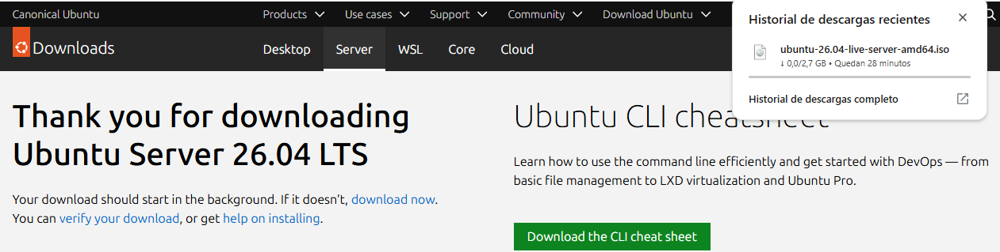 Canonical Ubuntu
Products
Use cases
Support
Community
Download Ubuntu
Downloads
Desktop
Server
WSL
Core
Cloud
Historial de descargas recientes
ubuntu-26.04-live-server-amd64.iso
↓ 0,0/2,7 GB • Quedan 28 minutos
Historial de descargas completo
Thank you for downloading
Ubuntu Server 26.04 LTS
Your download should start in the background. If it doesn’t, download now.
You can verify your download, or get help on installing.
Ubuntu CLI cheatsheet
Learn how to use the command line efficiently and get started with DevOps — from
basic file management to LXD virtualization and Ubuntu Pro.
Download the CLI cheat sheet